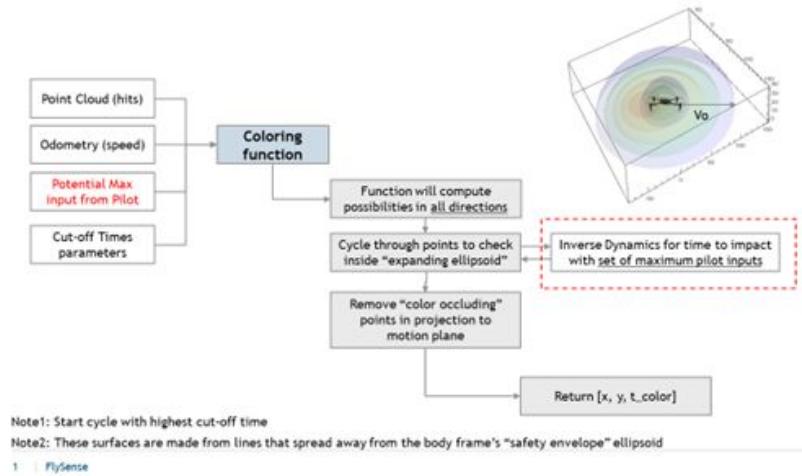 Point Cloud (hits)
Odometry (speed)
Potential Max
input from Pilot
Cut-off Times
parameters
Coloring
function
Function will compute
possibilities in all directions
Cycle through points to check
inside “expanding ellipsoid”
Inverse Dynamics for time to impact
with set of maximum pilot inputs
Remove “color occluding”
points in projection to
motion plane
Return [x, y, t_color]
Vo
Note1: Start cycle with highest cut-off time
Note2: These surfaces are made from lines that spread away from the body frame’s “safety envelope” ellipsoid
1 | FlySense